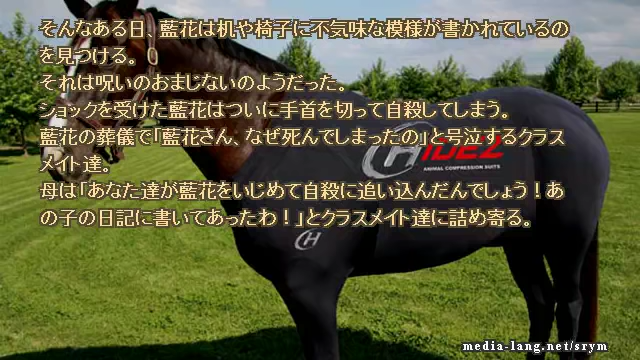 そんなある日、藍花は机や椅子に不気味な模様が書かれているの
を見つける。
それは呪いのおまじないのようだった。
ショックを受けた藍花はついに手首を切って自殺してしまう。
藍花の葬儀で「藍花さん、なぜ死んでしまったの」と号泣するクラス
メイト達。
母は「あなた達が藍花をいじめて自殺に追い込んだんでしょう！あ
の子の日記に書いてあったわ！」とクラスメイト達に詰め寄る。
HIDEZ
ANIMAL COMPRESSION SUITS
media-lang.net/srym